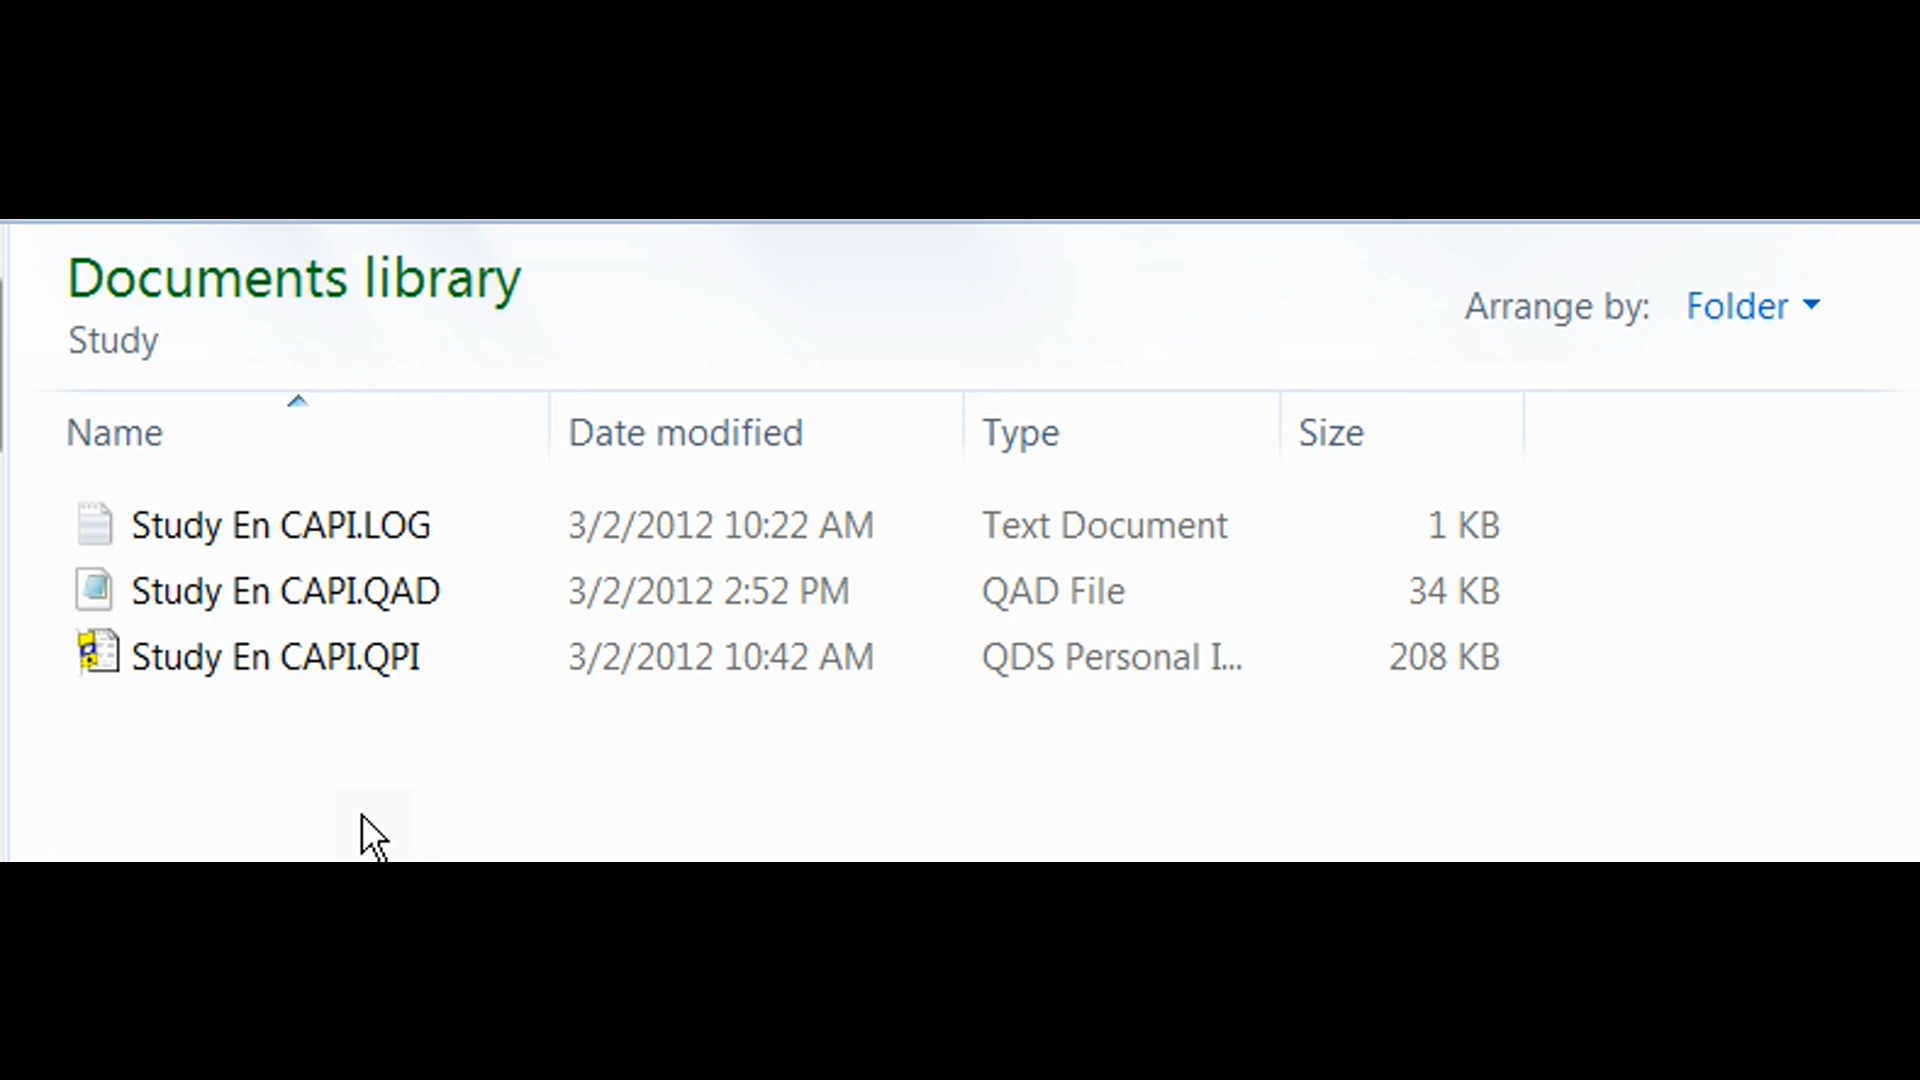 Documents library
Study
Arrange by: Folder
Name Date modified Type Size
Study En CAPI.LOG 3/2/2012 10:22 AM Text Document 1 KB
Study En CAPI.QAD 3/2/2012 2:52 PM QAD File 34 KB
Study En CAPI.QPI 3/2/2012 10:42 AM QDS Personal I... 208 KB